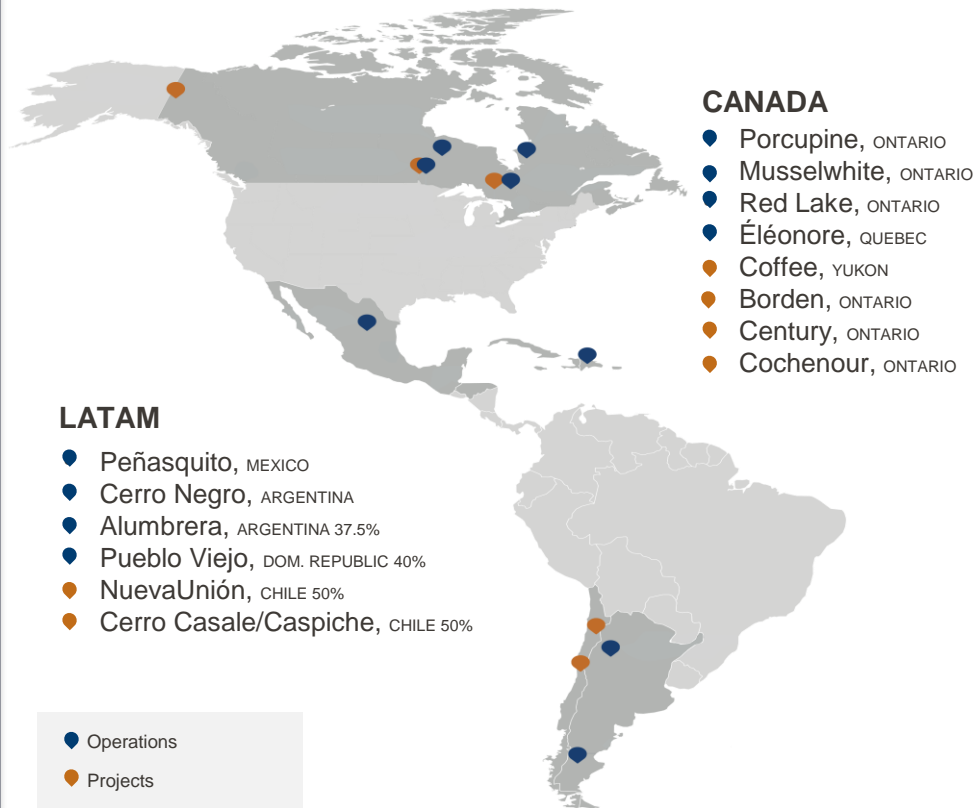 CANADA
Porcupine, ONTARIO
Musselwhite, ONTARIO
Red Lake, ONTARIO
Éléonore, QUEBEC
Coffee, YUKON
Borden, ONTARIO
Century, ONTARIO
Cochenour, ONTARIO
LATAM
Peñasquito, MEXICO
Cerro Negro, ARGENTINA
Alumbrera, ARGENTINA 37.5%
Pueblo Viejo, DOM. REPUBLIC 40%
NuevaUnión, CHILE 50%
Cerro Casale/Caspiche, CHILE 50%
Operations
Projects